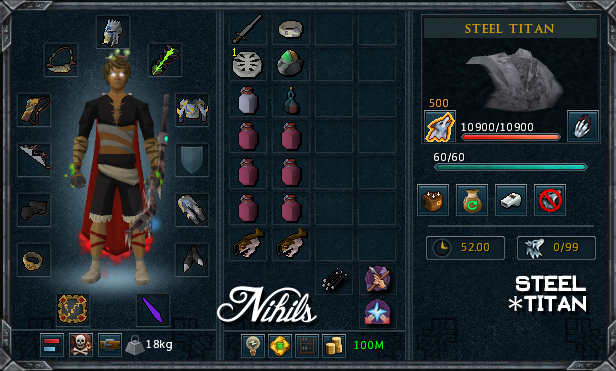 STEEL TITAN
1
500
10900/10900
60/60
52.00
0/99
STEEL
*TITAN
Nihils
18kg
100M